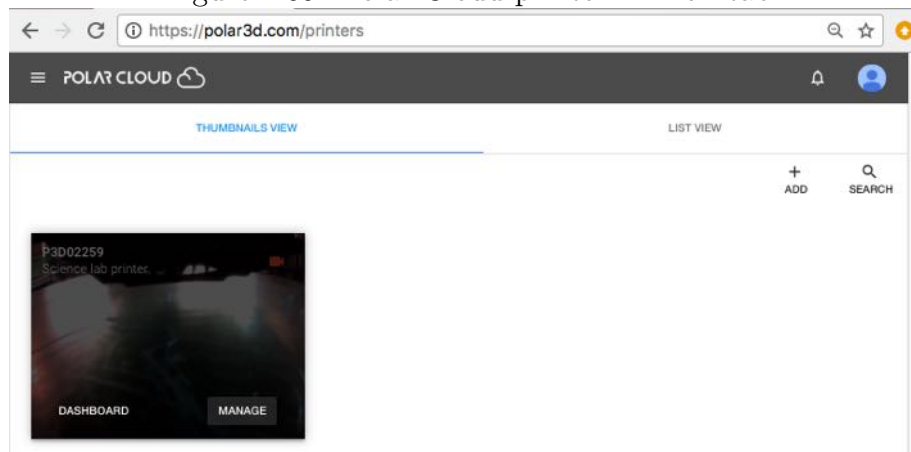 https://polar3d.com/printers
POLAR CLOUD
THUMBNAILS VIEW LIST VIEW
ADD SEARCH
P3D02259
Science lab printer.
DASHBOARD MANAGE